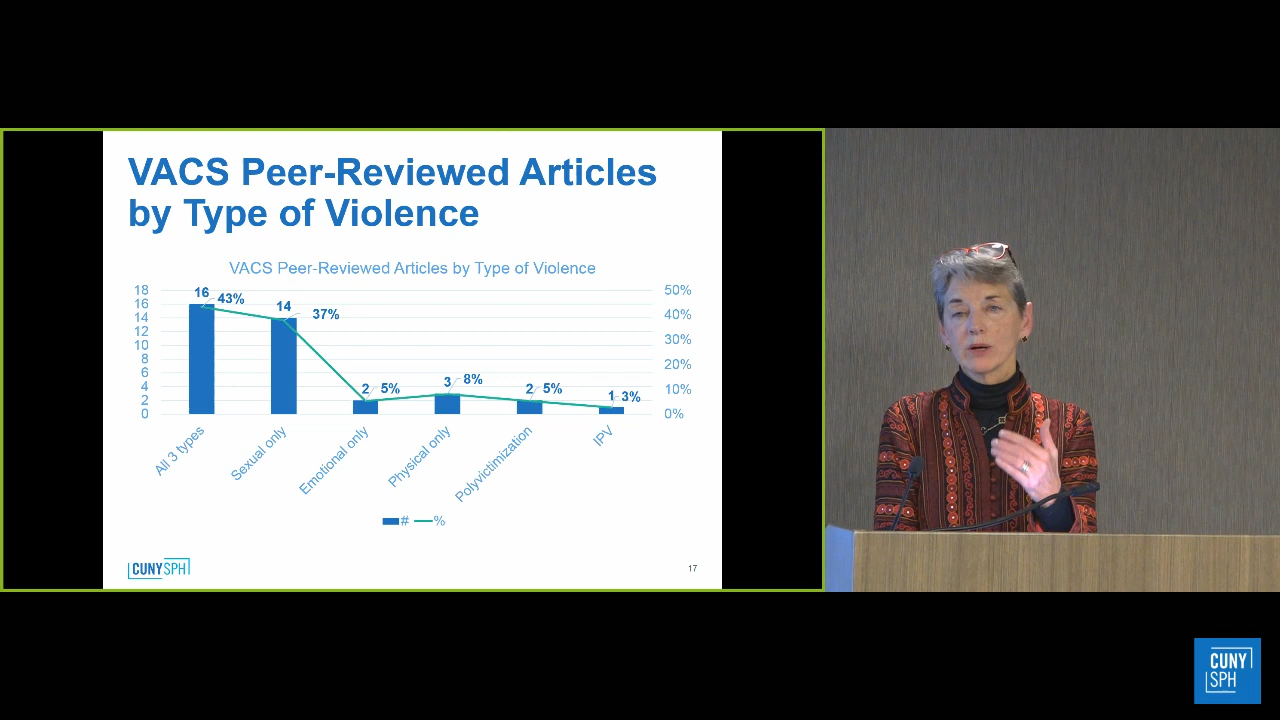 VACS Peer-Reviewed Articles
by Type of Violence
VACS Peer-Reviewed Articles by Type of Violence
18
16
14
12
10
8
6
4
2
0
50%
40%
30%
20%
10%
0%
16 43%
14 37%
2 5%
3 8%
2 5%
1 3%
All 3 types
Sexual only
Emotional only
Physical only
Polyvictimization
IPV
# %
CUNY SPH
17
CUNY
SPH